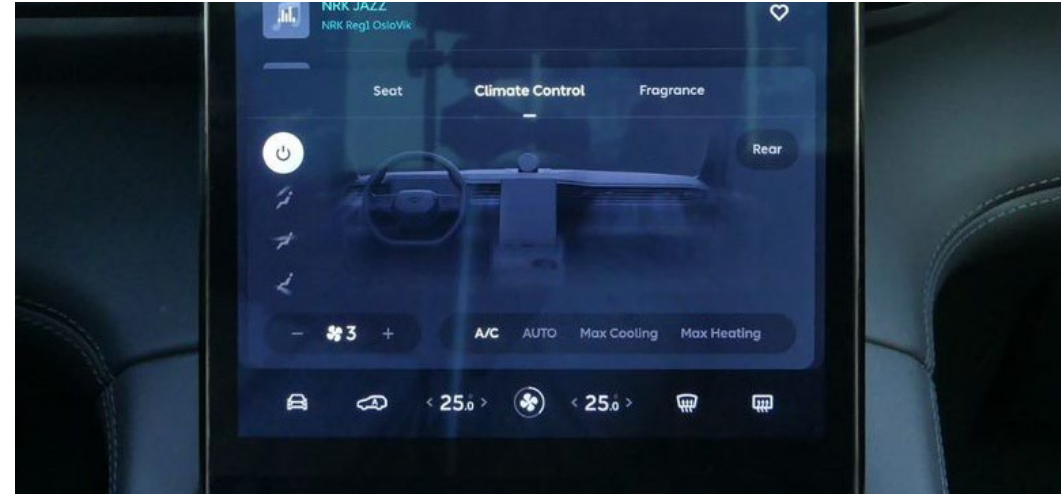 NRK JAZZ
NRK Reg1 OsloVik
Seat Climate Control Fragrance
Rear
− 3 + A/C AUTO Max Cooling Max Heating
A < 25.0 > < 25.0 >